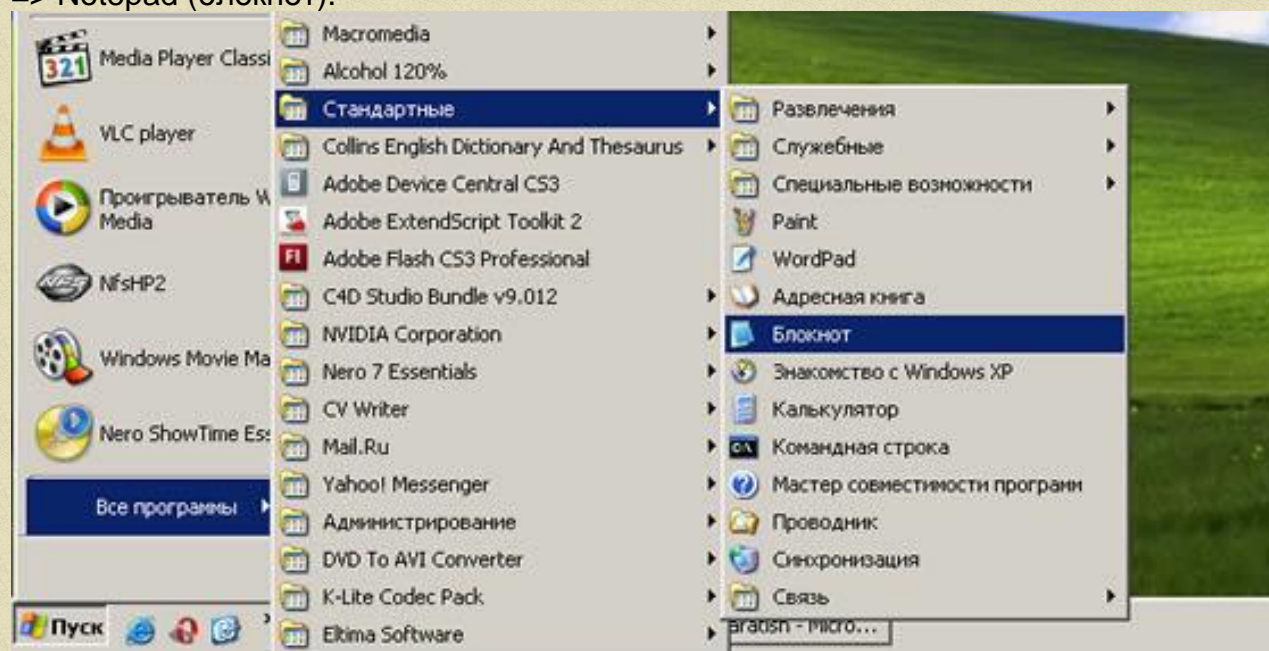 => Notepad (блокнот).
Media Player Classi
VLC player
Проигрыватель W
Media
NfsHP2
Windows Movie Ma
Nero ShowTime Ess
Все программы
Пуск
Macromedia
Alcohol 120%
Стандартные
Collins English Dictionary And Thesaurus
Adobe Device Central CS3
Adobe ExtendScript Toolkit 2
Adobe Flash CS3 Professional
C4D Studio Bundle v9.012
NVIDIA Corporation
Nero 7 Essentials
CV Writer
Mail.Ru
Yahoo! Messenger
Администрирование
DVD To AVI Converter
K-Lite Codec Pack
Eltima Software
Развлечения
Служебные
Специальные возможности
Paint
WordPad
Адресная книга
Блокнот
Знакомство с Windows XP
Калькулятор
Командная строка
Мастер совместимости программ
Проводник
Синхронизация
Связь
aratish - Micro...